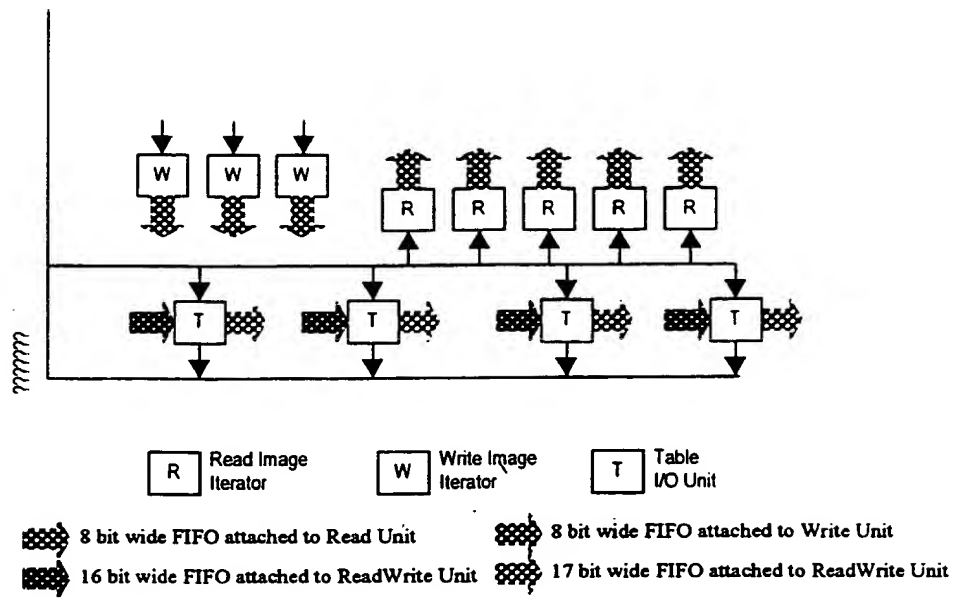 W W W
R R R R R
T T T T
???????
R Read Image Iterator
W Write Image Iterator
T Table I/O Unit
8 bit wide FIFO attached to Read Unit
8 bit wide FIFO attached to Write Unit
16 bit wide FIFO attached to ReadWrite Unit
17 bit wide FIFO attached to ReadWrite Unit